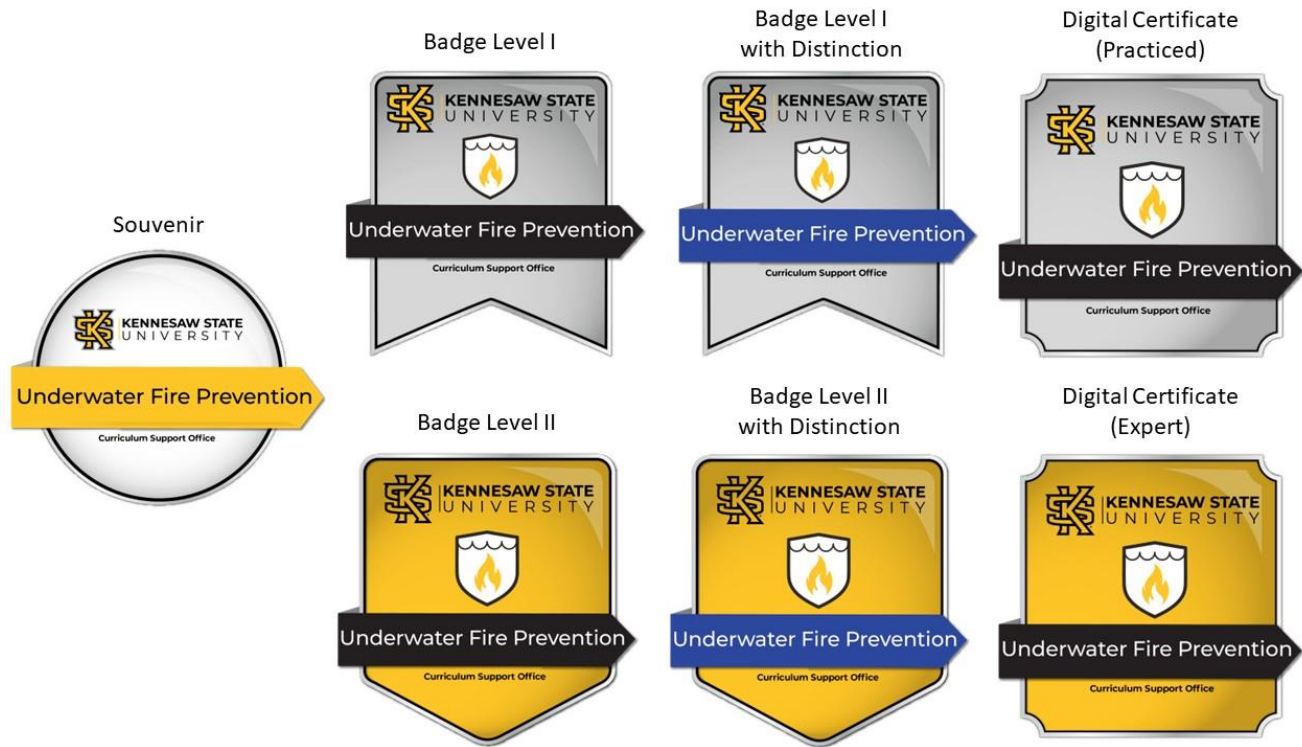 Souvenir
KENNESAW STATE
UNIVERSITY
Underwater Fire Prevention
Curriculum Support Office
Badge Level I
KENNESAW STATE
UNIVERSITY
Underwater Fire Prevention
Curriculum Support Office
Badge Level I
with Distinction
KENNESAW STATE
UNIVERSITY
Underwater Fire Prevention
Curriculum Support Office
Digital Certificate
(Practiced)
KENNESAW STATE
UNIVERSITY
Underwater Fire Prevention
Curriculum Support Office
Badge Level II
KENNESAW STATE
UNIVERSITY
Underwater Fire Prevention
Curriculum Support Office
Badge Level II
with Distinction
KENNESAW STATE
UNIVERSITY
Underwater Fire Prevention
Curriculum Support Office
Digital Certificate
(Expert)
KENNESAW STATE
UNIVERSITY
Underwater Fire Prevention
Curriculum Support Office